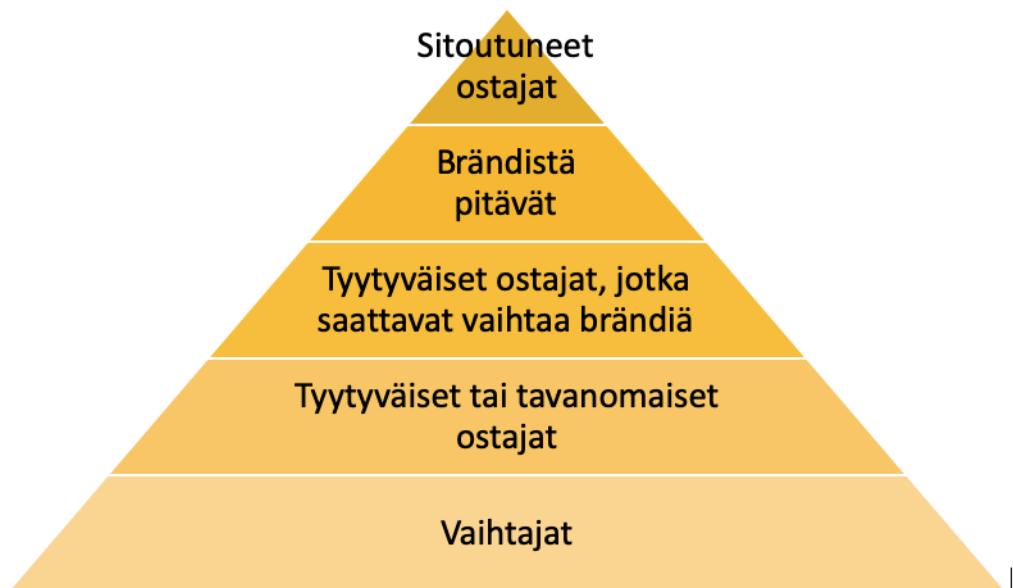 Sitoutuneet
ostajat
Brändistä
pitävät
Tyytyväiset ostajat, jotka
saattavat vaihtaa brändiä
Tyytyväiset tai tavanomaiset
ostajat
Vaihtajat